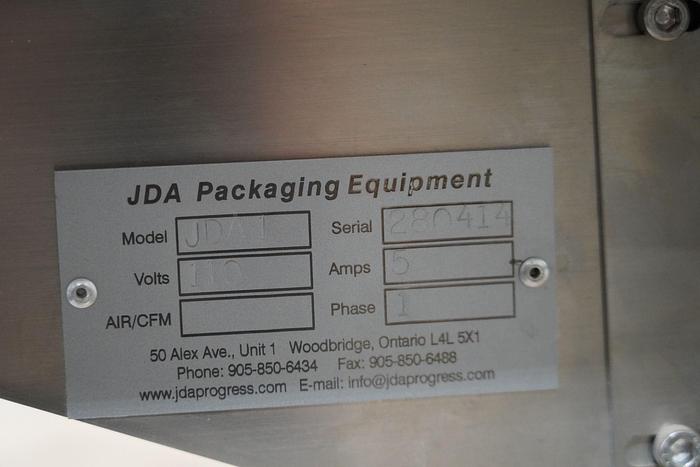 JDA Packaging Equipment
Model JDA1 Serial 280414
Volts 110 Amps 5
AIR/CFM Phase 1
50 Alex Ave., Unit 1 Woodbridge, Ontario L4L 5X1
Phone: 905-850-6434 Fax: 905-850-6488
www.jdaprogress.com E-mail: info@jdaprogress.com